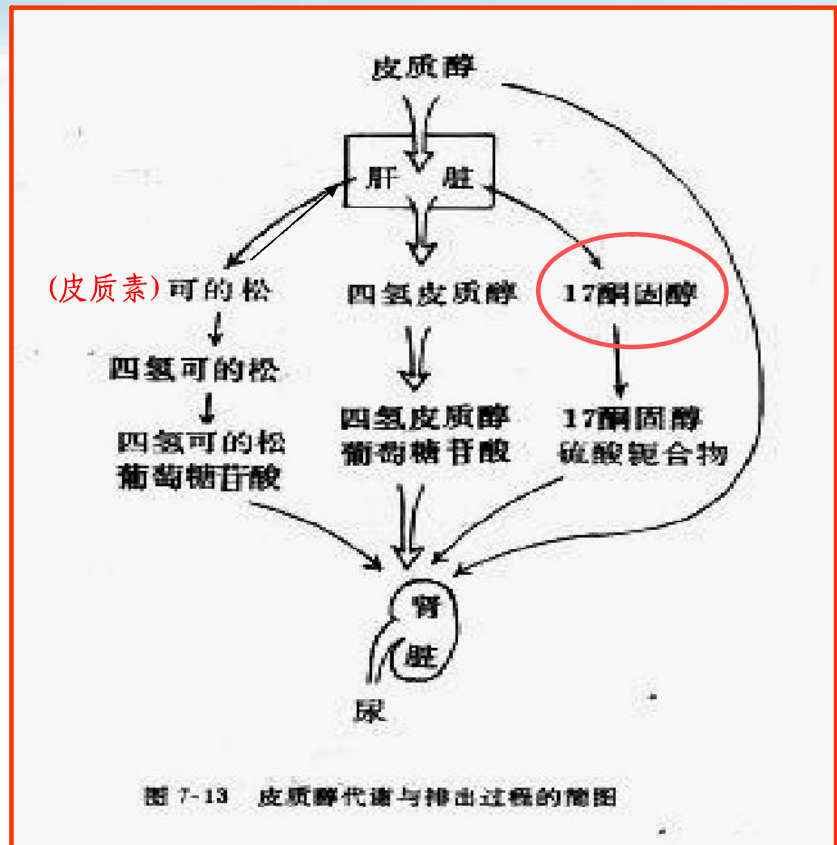 皮质醇
肝 脏
(皮质素) 可的松
四氢皮质醇
17酮固醇
四氢可的松
四氢可的松
葡萄糖苷酸
四氢皮质醇
葡萄糖苷酸
17酮固醇
硫酸轭合物
肾
脏
尿
图 7-13 皮质醇代谢与排出过程的简图